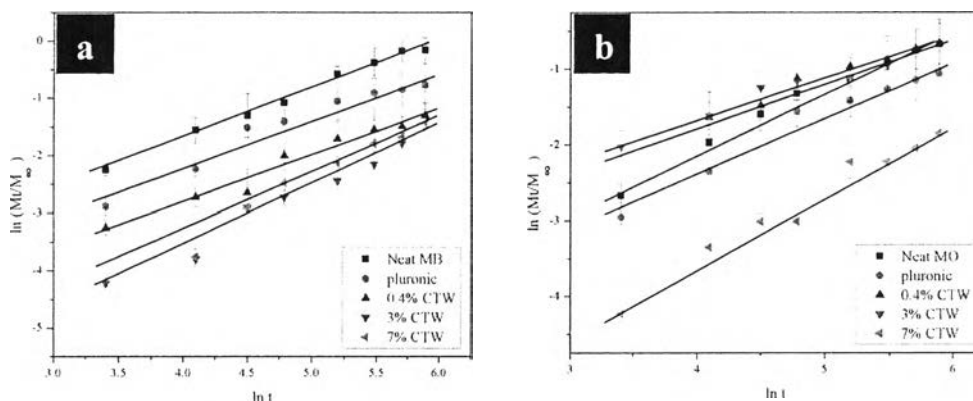 a
0
-1
-2
-3
-4
-5
ln (Mt/M∞)
Neat MB
pluronic
0.4% CTW
3% CTW
7% CTW
3.0
3.5
4.0
4.5
5.0
5.5
6.0
ln t
b
-1
-2
-3
-4
ln (Mt/M∞)
Neat MO
pluronic
0.4% CTW
3% CTW
7% CTW
3
4
5
6
ln t